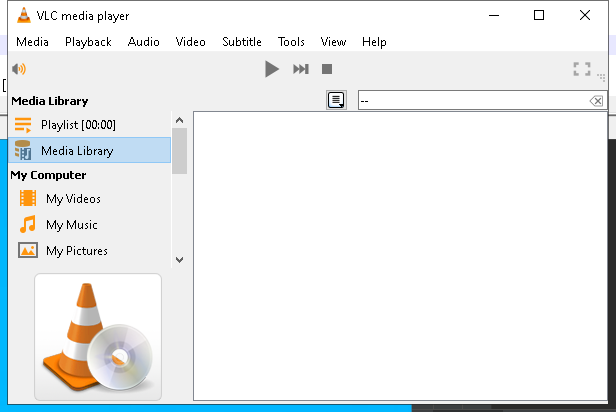 VLC media player
Media Playback Audio Video Subtitle Tools View Help
Media Library
--
Playlist [00:00]
Media Library
My Computer
My Videos
My Music
My Pictures